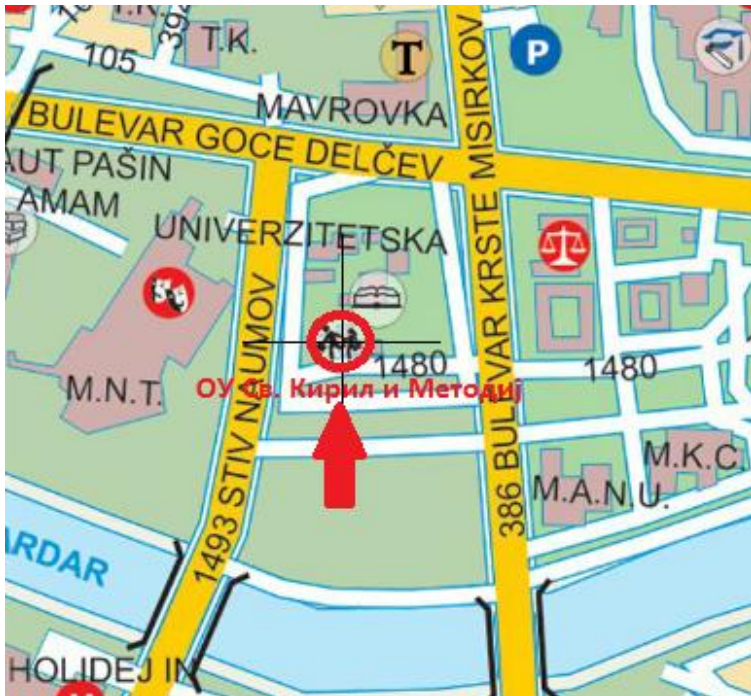 T.K.
105
T
P
MAVROVKA
BULEVAR GOCE DELČEV
AUT PAŠIN
AMAM
UNIVERZITETSKA
M.N.T.
1480
1480
ОУ Св. Кирил и Методиј
1493 STIV NAUMOV
386 BULEVAR KRSTE MISIRKOV
M.K.C.
M.A.N.U.
ARDAR
HOLIDEJ IN